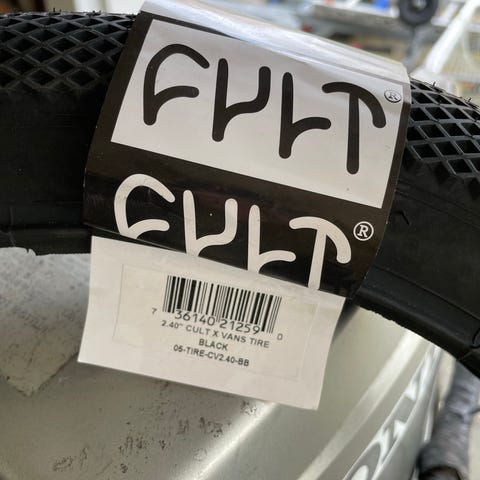 CULT®
CULT®
7 36140 21259 0
2.40" CULT X VANS TIRE
BLACK
05-TIRE-CV2.40-BB